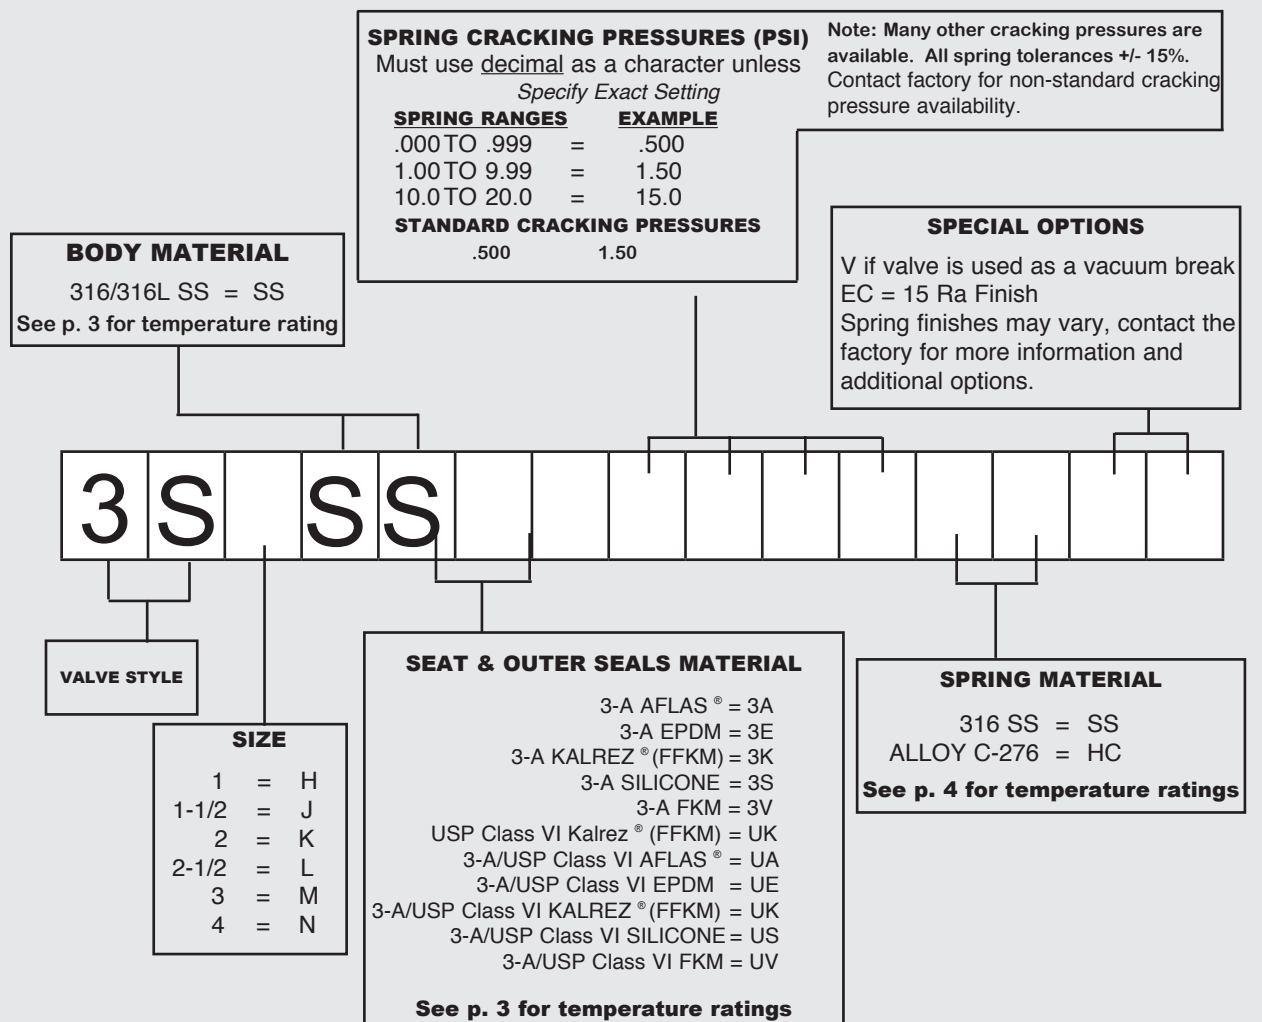 SPRING CRACKING PRESSURES (PSI)
Must use decimal as a character unless
Specify Exact Setting
SPRING RANGES EXAMPLE
.000 TO .999 = .500
1.00 TO 9.99 = 1.50
10.0 TO 20.0 = 15.0
STANDARD CRACKING PRESSURES
.500 1.50
Note: Many other cracking pressures are
available. All spring tolerances +/- 15%.
Contact factory for non-standard cracking
pressure availability.
BODY MATERIAL
316/316L SS = SS
See p. 3 for temperature rating
SPECIAL OPTIONS
V if valve is used as a vacuum break
EC = 15 Ra Finish
Spring finishes may vary, contact the
factory for more information and
additional options.
3 S S S
VALVE STYLE
SIZE
1 = H
1-1/2 = J
2 = K
2-1/2 = L
3 = M
4 = N
SEAT & OUTER SEALS MATERIAL
3-A AFLAS ® = 3A
3-A EPDM = 3E
3-A KALREZ ® (FFKM) = 3K
3-A SILICONE = 3S
3-A FKM = 3V
USP Class VI Kalrez ® (FFKM) = UK
3-A/USP Class VI AFLAS ® = UA
3-A/USP Class VI EPDM = UE
3-A/USP Class VI KALREZ ® (FFKM) = UK
3-A/USP Class VI SILICONE = US
3-A/USP Class VI FKM = UV
See p. 3 for temperature ratings
SPRING MATERIAL
316 SS = SS
ALLOY C-276 = HC
See p. 4 for temperature ratings